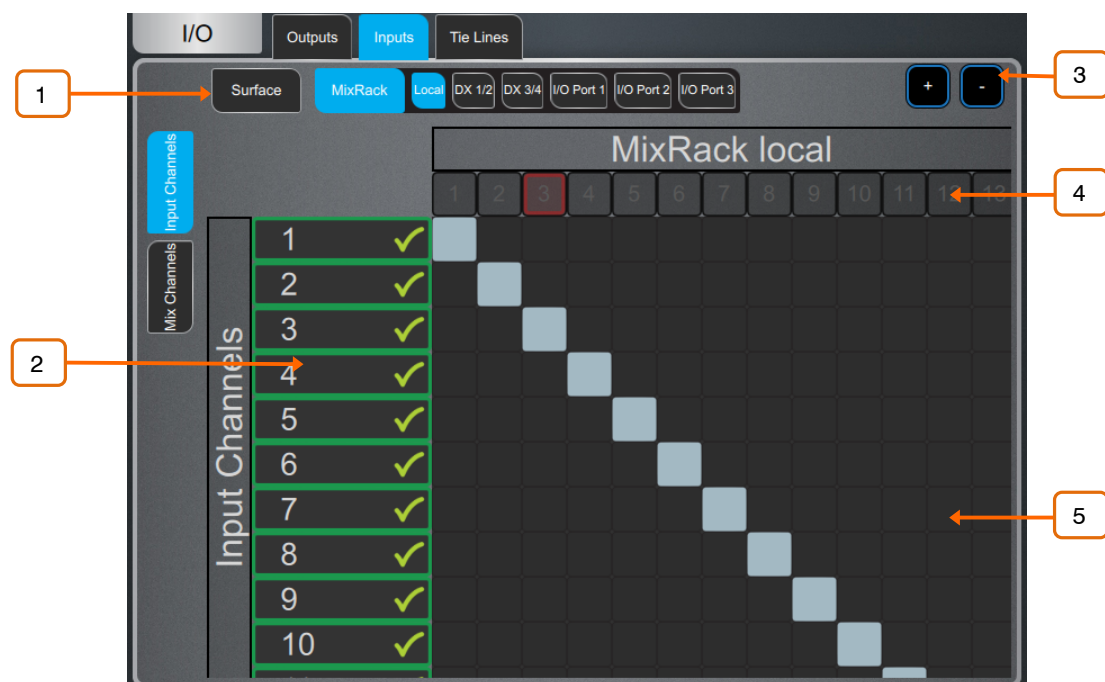 I/O Outputs Inputs Tie Lines
1 Surface MixRack Local DX 1/2 DX 3/4 I/O Port 1 I/O Port 2 I/O Port 3 + - 3
MixRack local
1 2 3 4 5 6 7 8 9 10 11 12 13 4
Input Channels
Mix Channels
Input Channels
1
2
3
2
4
5
6
7
5
8
9
10